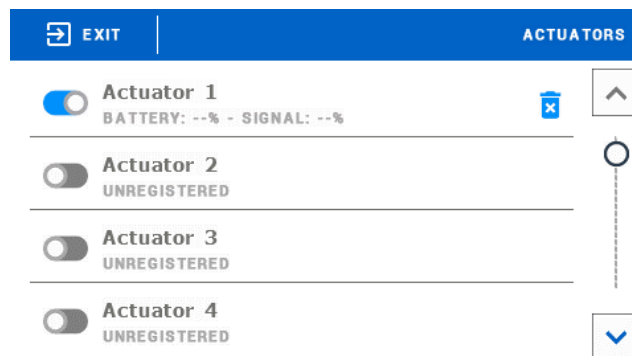 EXIT
ACTUATORS
Actuator 1
BATTERY: --% - SIGNAL: --%
Actuator 2
UNREGISTERED
Actuator 3
UNREGISTERED
Actuator 4
UNREGISTERED